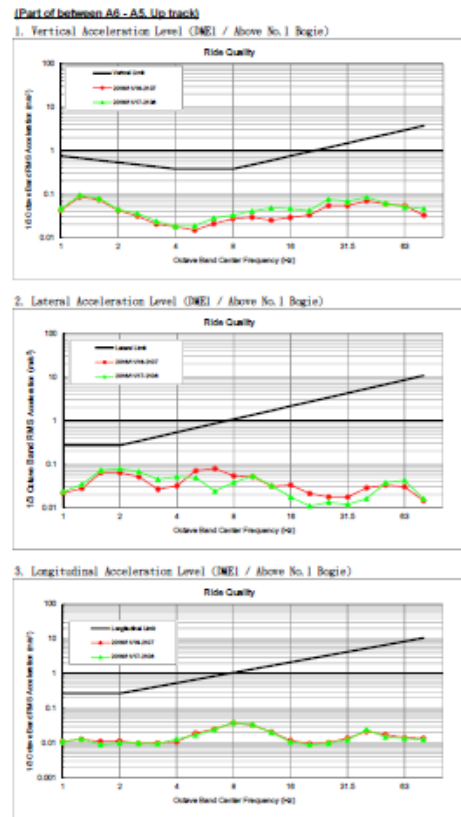 (Part of between A6 - A5, Up track)
1. Vertical Acceleration Level (DME1 / Above No.1 Bogie)
Ride Quality
1/3 Octave Band RMS Acceleration (m/s²)
100
10
1
0.1
0.01
Vertical Limit
1
2
4
8
16
31.5
63
Octave Band Center Frequency (Hz)
2. Lateral Acceleration Level (DME1 / Above No.1 Bogie)
Ride Quality
1/3 Octave Band RMS Acceleration (m/s²)
100
10
1
0.1
0.01
Lateral Limit
1
2
4
8
16
31.5
63
Octave Band Center Frequency (Hz)
3. Longitudinal Acceleration Level (DME1 / Above No.1 Bogie)
Ride Quality
1/3 Octave Band RMS Acceleration (m/s²)
100
10
1
0.1
0.01
0.001
Longitudinal Limit
1
2
4
8
16
31.5
63
Octave Band Center Frequency (Hz)